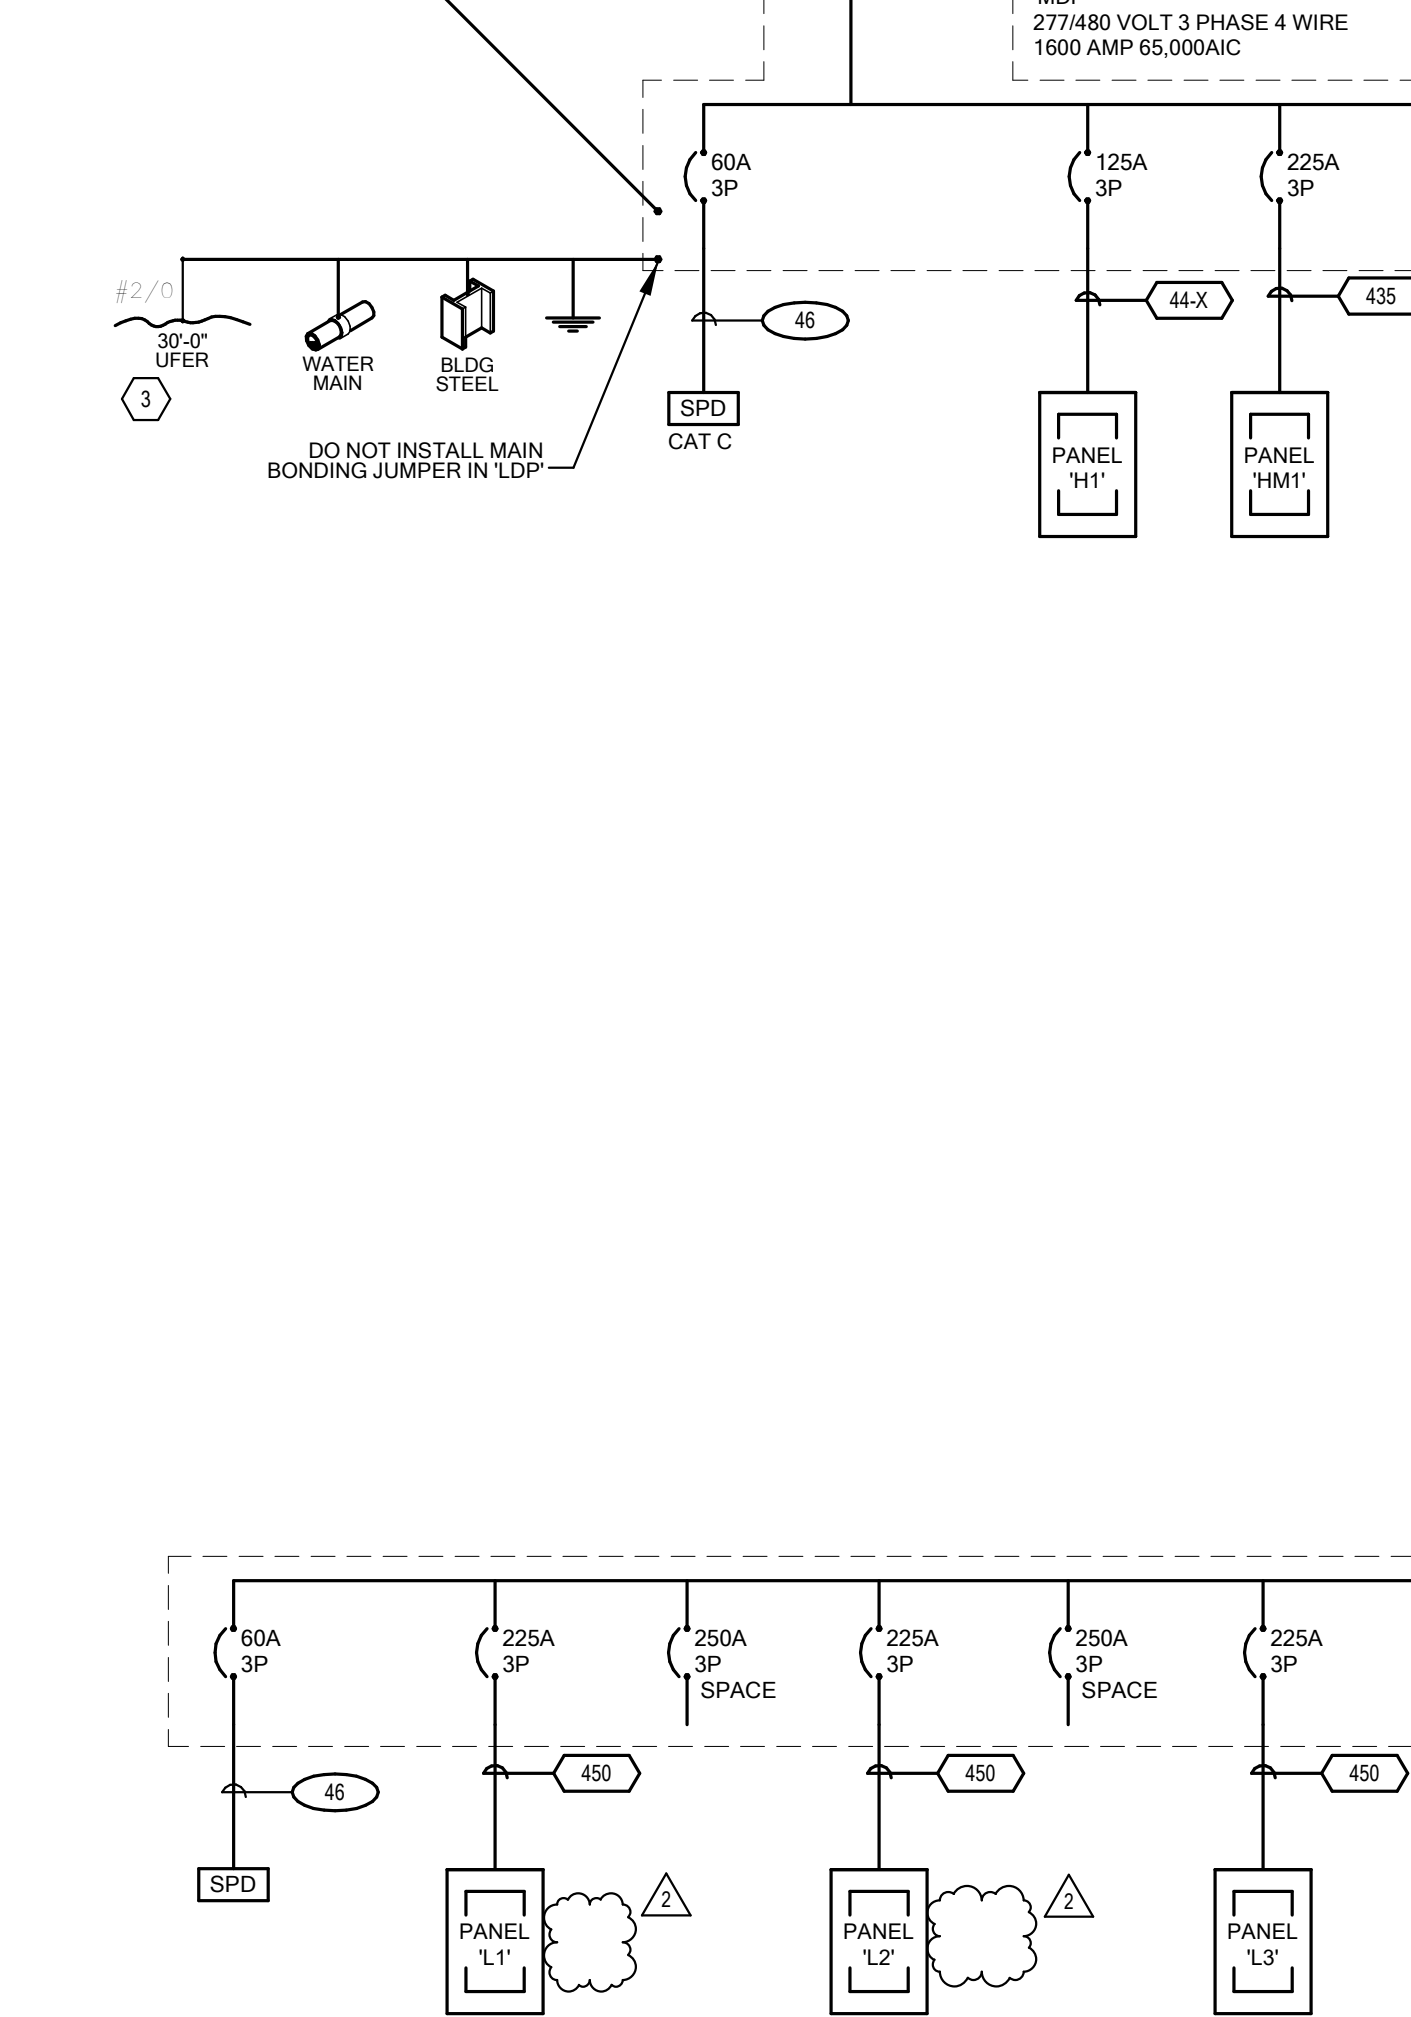 277/480 VOLT 3 PHASE 4 WIRE
1600 AMP 65,000AIC
60A
3P
125A
3P
225A
3P
#2/0
30'-0"
UFER
3
WATER
MAIN
BLDG
STEEL
46
44-X
435
SPD
CAT C
DO NOT INSTALL MAIN
BONDING JUMPER IN 'LDP'
PANEL
'H1'
PANEL
'HM1'
60A
3P
225A
3P
250A
3P
SPACE
225A
3P
250A
3P
SPACE
225A
3P
46
450
450
450
SPD
PANEL
'L1'
2
PANEL
'L2'
2
PANEL
'L3'